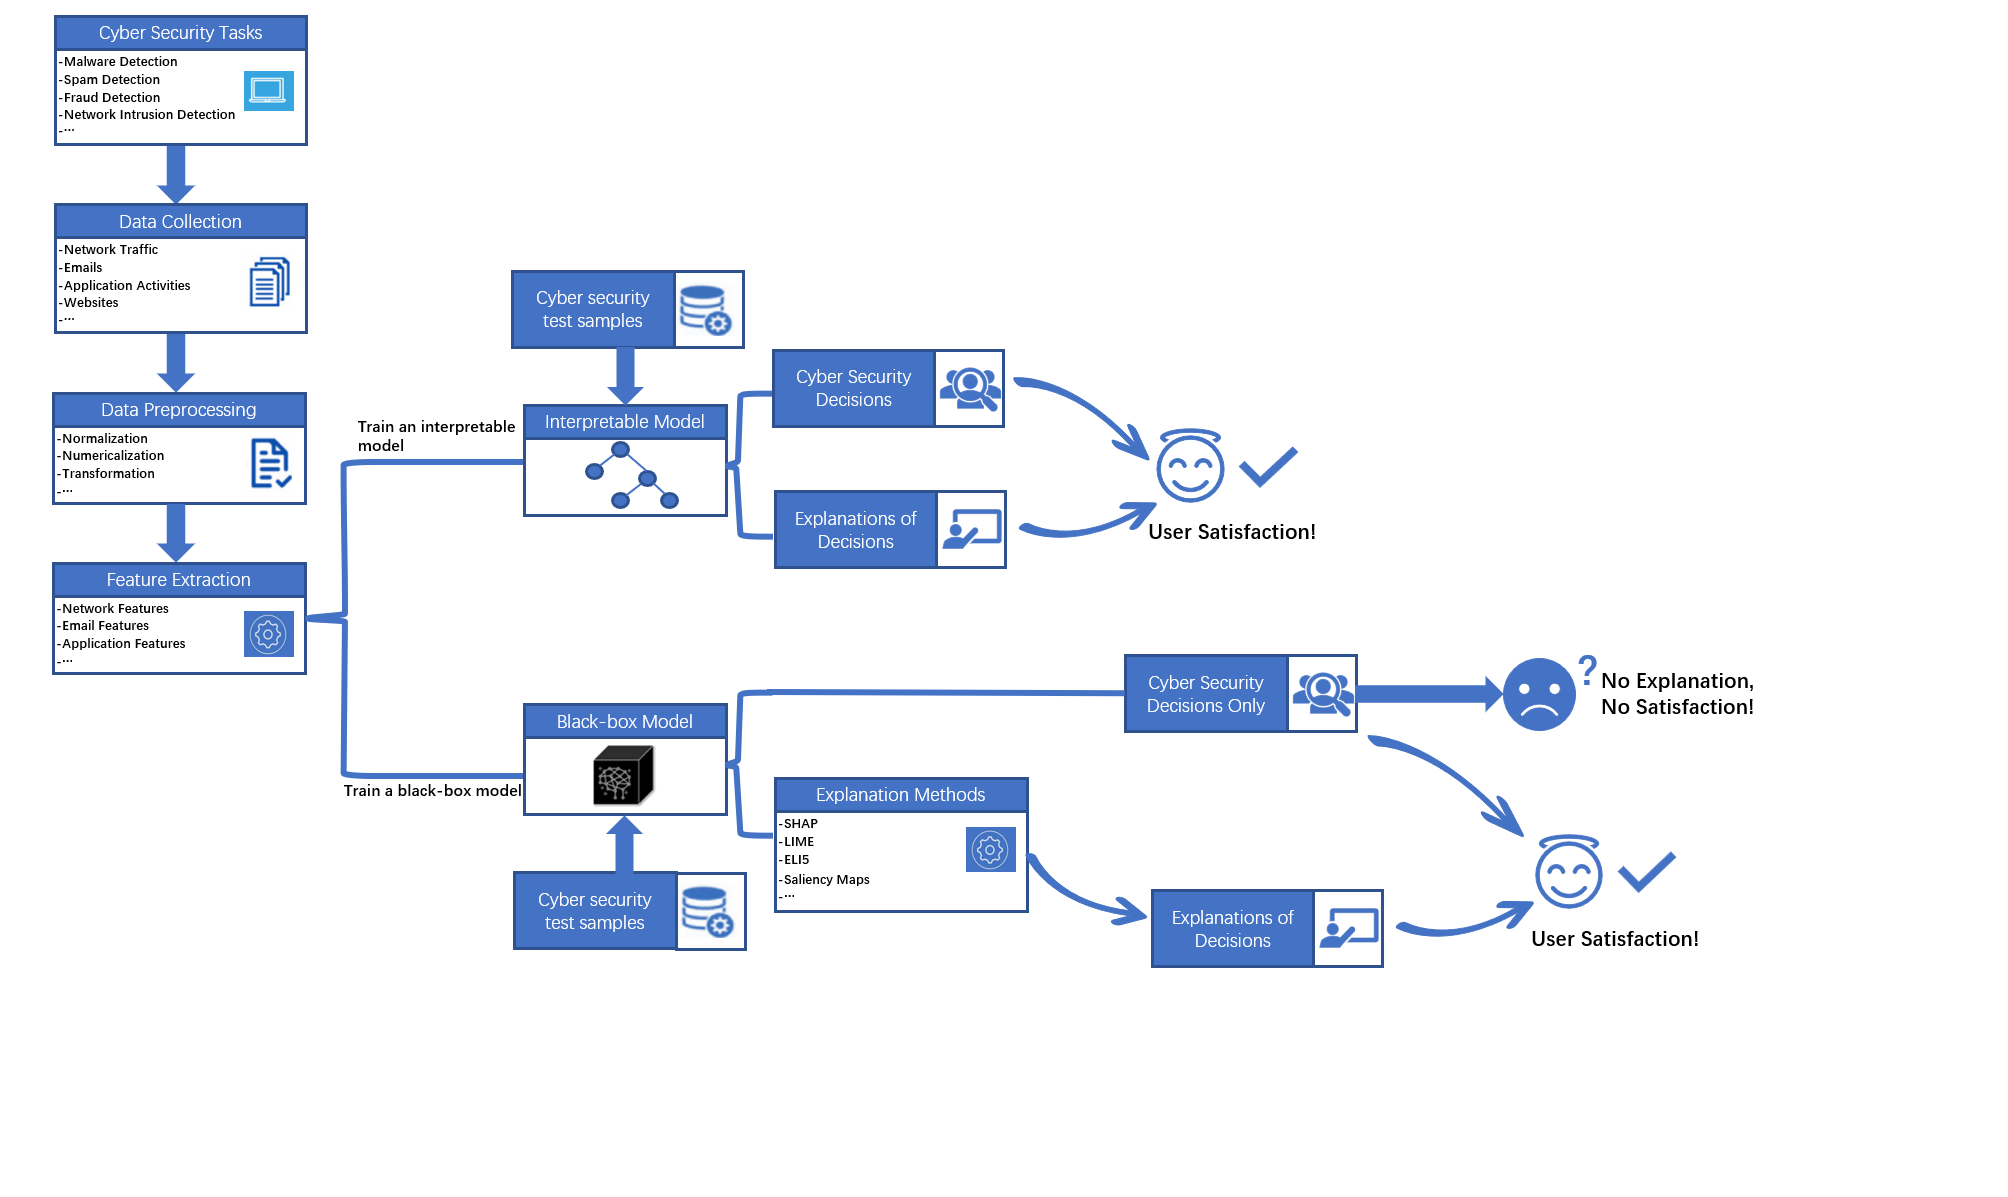 Cyber Security Tasks
-Malware Detection
-Spam Detection
-Fraud Detection
-Network Intrusion Detection
-...
Data Collection
-Network Traffic
-Emails
-Application Activities
-Websites
-...
Data Preprocessing
-Normalization
-Numericalization
-Transformation
-...
Feature Extraction
-Network Features
-Email Features
-Application Features
-...
Train an interpretable
model
Cyber security
test samples
Interpretable Model
Cyber Security
Decisions
Explanations of
Decisions
User Satisfaction!
Train a black-box model
Black-box Model
Cyber security
test samples
Cyber Security
Decisions Only
?
No Explanation,
No Satisfaction!
Explanation Methods
-SHAP
-LIME
-ELI5
-Saliency Maps
-...
Explanations of
Decisions
User Satisfaction!